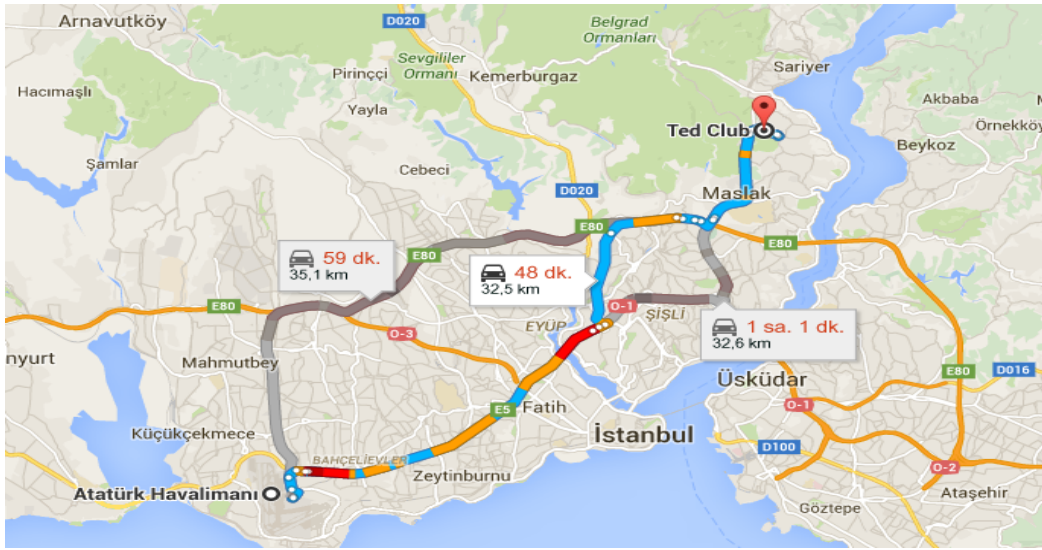 Arnavutköy
D020
Belgrad
Ormanları
Sevgililer
Ormanı
Kemerburgaz
Sarıyer
Pirinççi
Hacımaşlı
Yayla
Akbaba
Ted Club
Örnekköy
Beykoz
Şamlar
Cebeci
D020
Maslak
E80
E80
59 dk.
35,1 km
E80
48 dk.
32,5 km
E80
O-1
ŞİŞLİ
1 sa. 1 dk.
32,6 km
EYÜP
O-3
nyurt
Mahmutbey
E80
D016
Üsküdar
E5
Fatih
O-1
Küçükçekmece
İstanbul
D100
BAHÇELİEVLER
Zeytinburnu
O-2
Atatürk Havalimanı
Ataşehir
Göztepe